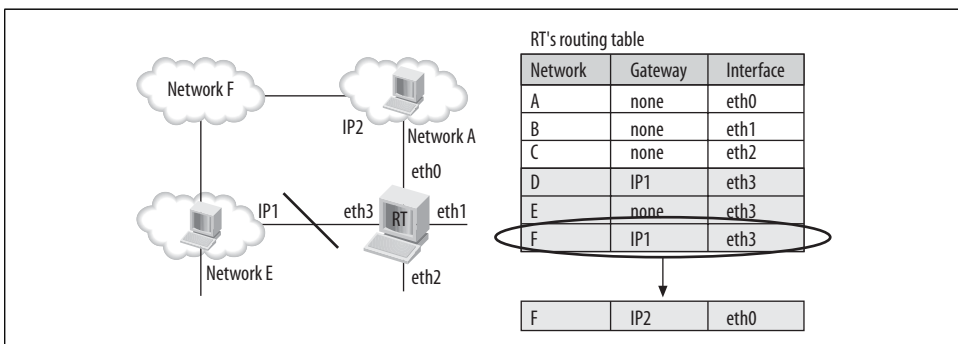 RT's routing table
Network Gateway Interface
A none eth0
B none eth1
C none eth2
D IP1 eth3
E none eth3
F IP1 eth3
F IP2 eth0
Network F
IP2
Network A
eth0
IP1
eth3
RT
eth1
Network E
eth2